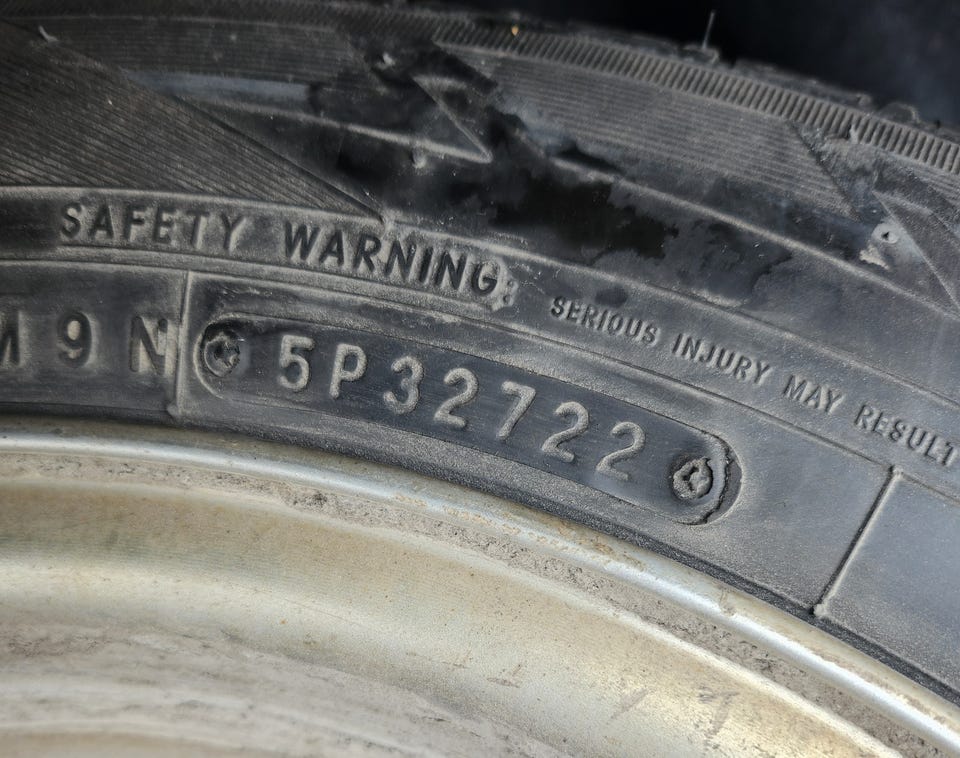 SAFETY WARNING: SERIOUS INJURY MAY RESULT
M9N 5P32722